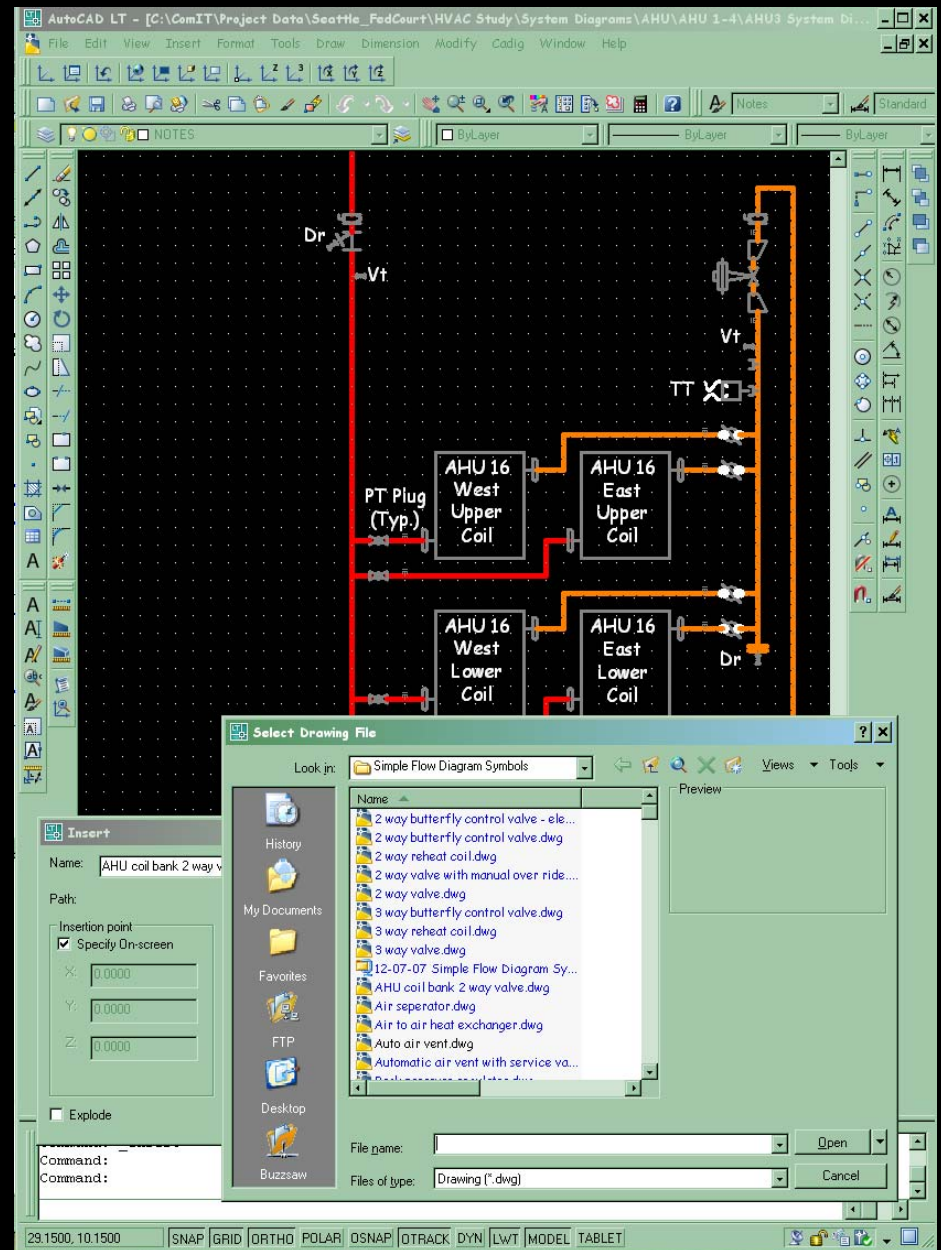 AutoCAD LT - [C:\ComIT\Project Data\Seattle_FedCourt\HVAC Study\System Diagrams\AHU\AHU 1-4\AHU3 System Di...
File Edit View Insert Format Tools Draw Dimension Modify Cadig Window Help
Notes
Standard
NOTES
ByLayer
ByLayer
ByLayer
Dr
Vt
Vt
TT
AHU 16
West
Upper
Coil
AHU 16
East
Upper
Coil
PT Plug
(Typ.)
AHU 16
West
Lower
Coil
AHU 16
East
Lower
Coil
Dr
Select Drawing File
Look in:
Simple Flow Diagram Symbols
Views
Tools
History
My Documents
Favorites
FTP
Desktop
Buzzsaw
Name
2 way butterfly control valve - ele...
2 way butterfly control valve.dwg
2 way reheat coil.dwg
2 way valve with manual over ride....
2 way valve.dwg
3 way butterfly control valve.dwg
3 way reheat coil.dwg
3 way valve.dwg
12-07-07 Simple Flow Diagram Sy...
AHU coil bank 2 way valve.dwg
Air seperator.dwg
Air to air heat exchanger.dwg
Auto air vent.dwg
Automatic air vent with service va...
Preview
File name:
Open
Files of type:
Drawing (*.dwg)
Cancel
Insert
Name:
AHU coil bank 2 way v
Path:
Insertion point
Specify On-screen
X:
0.0000
Y:
0.0000
Z:
0.0000
Explode
Command:
Command:
29.1500, 10.1500
SNAP GRID ORTHO POLAR OSNAP OTRACK DYN LWT MODEL TABLET